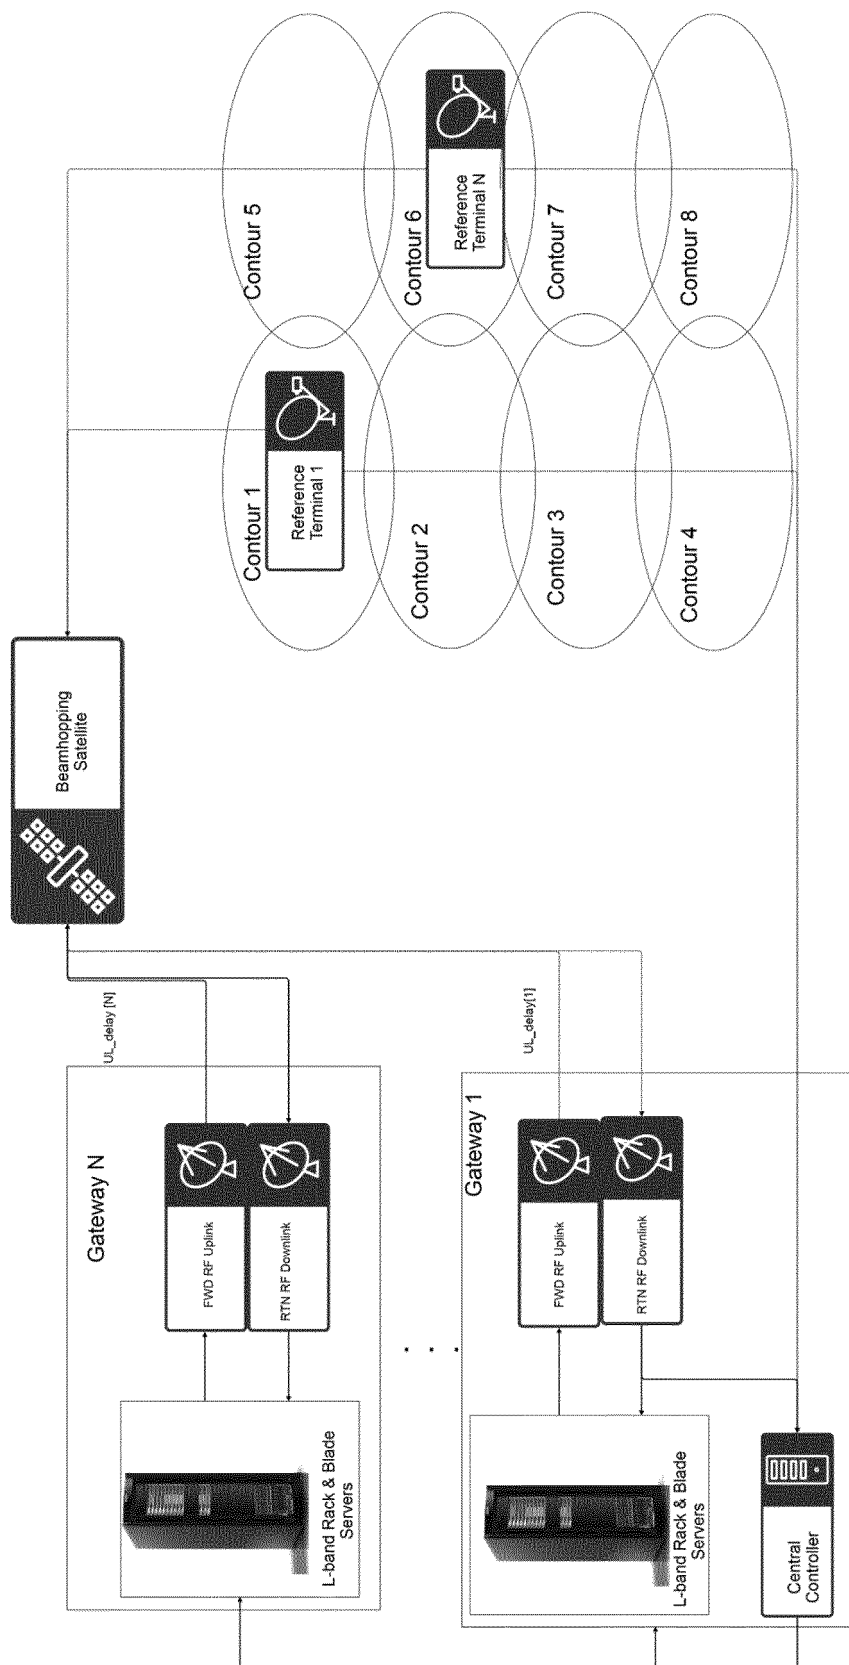 Beamhopping
Satellite
Contour 5
Contour 6
Reference
Terminal N
Contour 7
Contour 8
Contour 1
Reference
Terminal 1
Contour 2
Contour 3
Contour 4
UL_delay [N]
Gateway N
FWD RF Uplink
RTN RF Downlink
L-band Rack & Blade
Servers
. . .
UL_delay[1]
Gateway 1
FWD RF Uplink
RTN RF Downlink
L-band Rack & Blade
Servers
Central
Controller